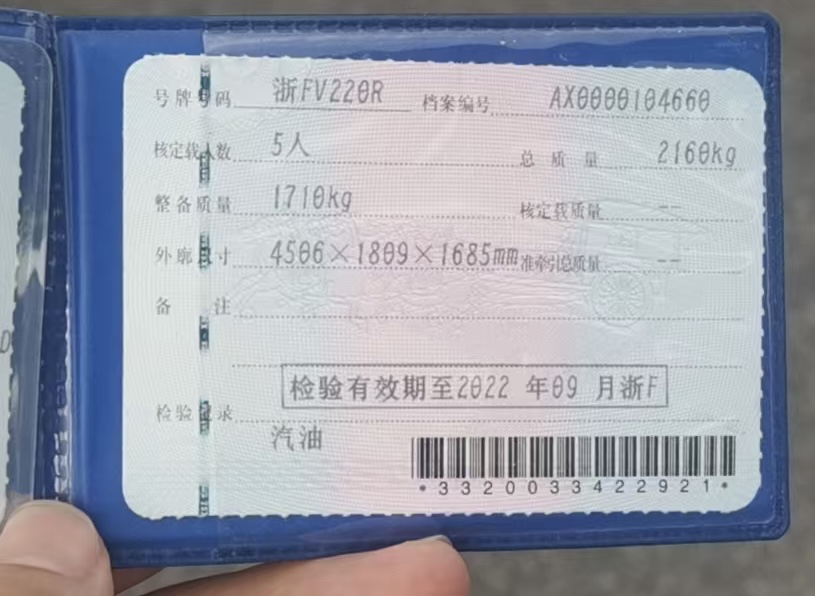 号牌号码 浙FV220R 档案编号 AX0000104660
核定载人数 5人 总质量 2160kg
整备质量 1710kg 核定载质量 --
外廓尺寸 4506×1809×1685mm 准牵引总质量 --
备注
检验有效期至2022年09月浙F
检验记录
汽油
*3320033422921*